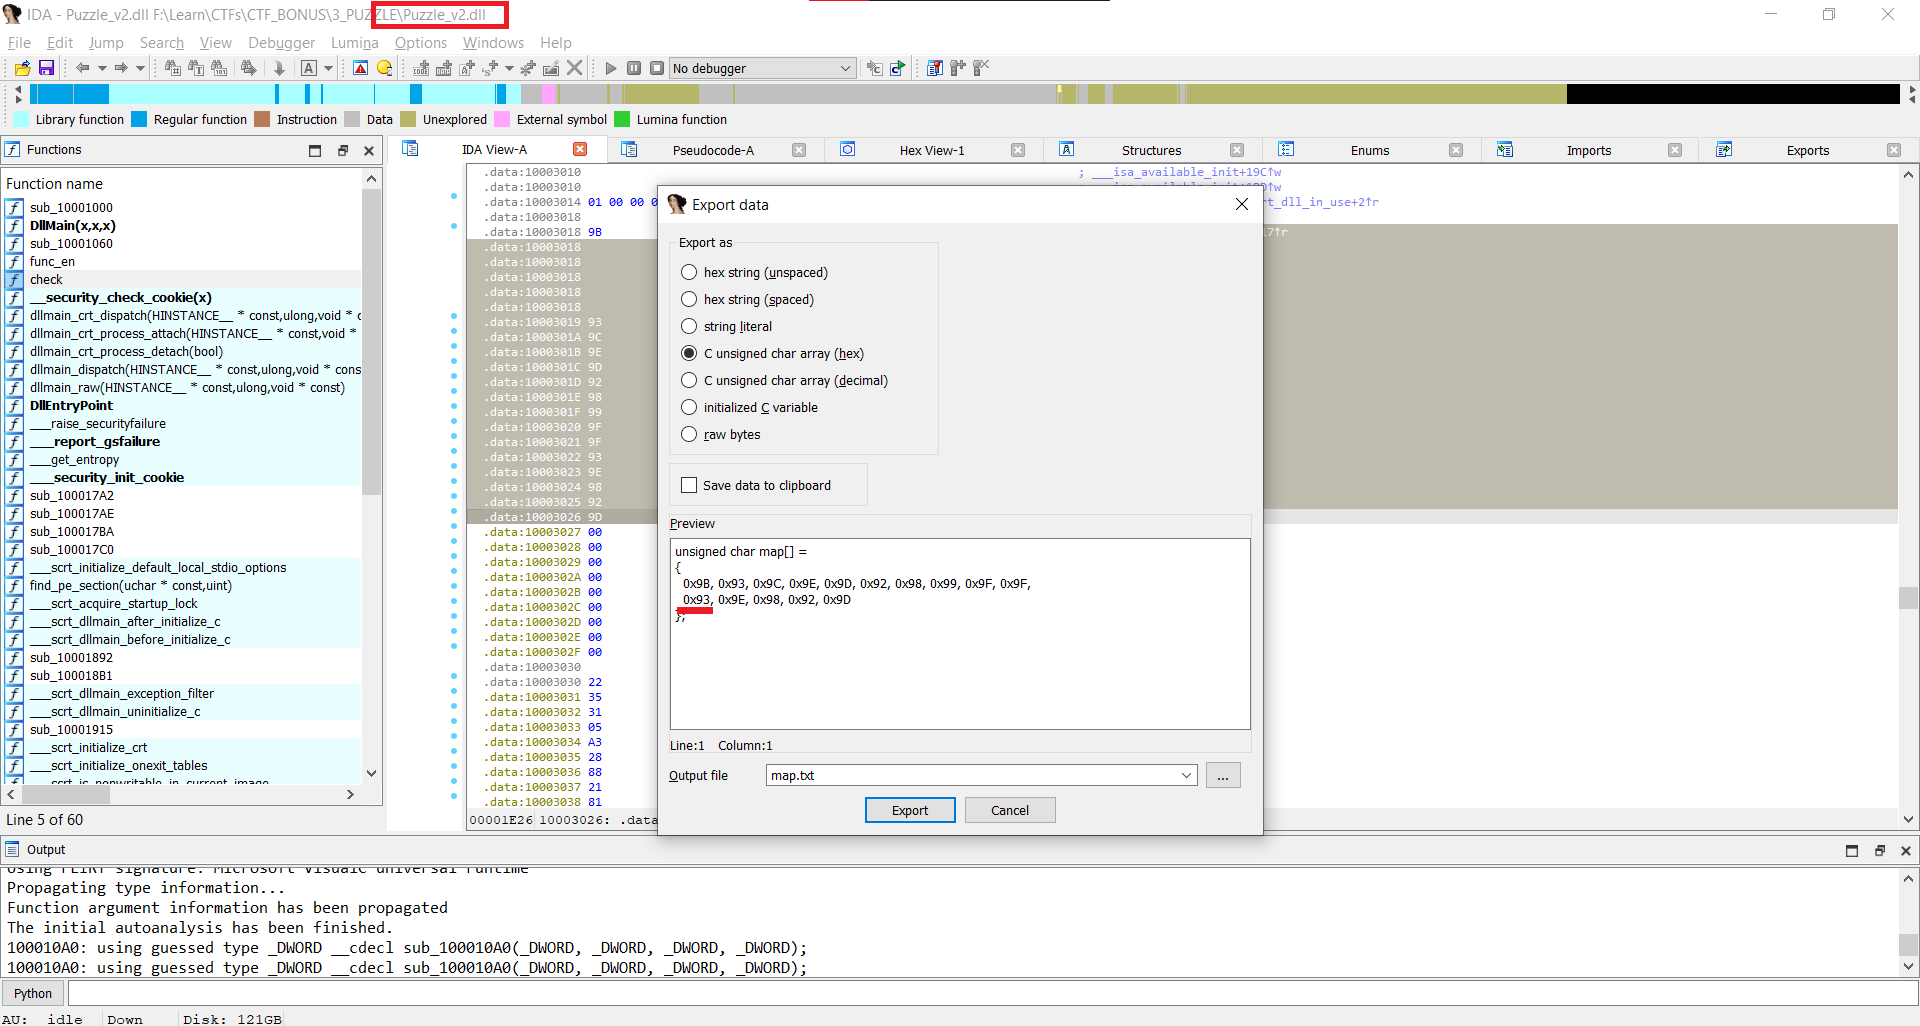 IDA - Puzzle_v2.dll F:\Learn\CTFs\CTF_BONUS\3_PUZZLE\Puzzle_v2.dll
File Edit Jump Search View Debugger Lumina Options Windows Help
No debugger
Library function Regular function Instruction Data Unexplored External symbol Lumina function
Functions
Function name
sub_10001000
DllMain(x,x,x)
sub_10001060
func_en
check
__security_check_cookie(x)
dllmain_crt_dispatch(HINSTANCE__ * const,ulong,void * c
dllmain_crt_process_attach(HINSTANCE__ * const,void *
dllmain_crt_process_detach(bool)
dllmain_dispatch(HINSTANCE__ * const,ulong,void * cons
dllmain_raw(HINSTANCE__ * const,ulong,void * const)
DllEntryPoint
___raise_securityfailure
___report_gsfailure
___get_entropy
___security_init_cookie
sub_100017A2
sub_100017AE
sub_100017BA
sub_100017C0
___scrt_initialize_default_local_stdio_options
find_pe_section(uchar * const,uint)
___scrt_acquire_startup_lock
___scrt_dllmain_after_initialize_c
___scrt_dllmain_before_initialize_c
sub_10001892
sub_100018B1
___scrt_dllmain_exception_filter
___scrt_dllmain_uninitialize_c
sub_10001915
___scrt_initialize_crt
___scrt_initialize_onexit_tables
___scrt_is_nonwritable_in_current_image
Line 5 of 60
IDA View-A Pseudocode-A Hex View-1 Structures Enums Imports Exports
.data:10003010 ; ___isa_available_init+19C↑w
.data:10003010
.data:10003014 01 00 00 0 rt_dll_in_use+2↑r
.data:10003018
.data:10003018 9B 17↑r
.data:10003018
.data:10003018
.data:10003018
.data:10003018
.data:10003018
.data:10003019 93
.data:1000301A 9C
.data:1000301B 9E
.data:1000301C 9D
.data:1000301D 92
.data:1000301E 98
.data:1000301F 99
.data:10003020 9F
.data:10003021 9F
.data:10003022 93
.data:10003023 9E
.data:10003024 98
.data:10003025 92
.data:10003026 9D
.data:10003027 00
.data:10003028 00
.data:10003029 00
.data:1000302A 00
.data:1000302B 00
.data:1000302C 00
.data:1000302D 00
.data:1000302E 00
.data:1000302F 00
.data:10003030
.data:10003030 22
.data:10003031 35
.data:10003032 31
.data:10003033 05
.data:10003034 A3
.data:10003035 28
.data:10003036 88
.data:10003037 21
.data:10003038 81
00001E26 10003026: .data
Export data
Export as
hex string (unspaced)
hex string (spaced)
string literal
C unsigned char array (hex)
C unsigned char array (decimal)
initialized C variable
raw bytes
Save data to clipboard
Preview
unsigned char map[] =
{
0x9B, 0x93, 0x9C, 0x9E, 0x9D, 0x92, 0x98, 0x99, 0x9F, 0x9F,
0x93, 0x9E, 0x98, 0x92, 0x9D
};
Line:1 Column:1
Output file map.txt ...
Export Cancel
Output
Using FLIRT signature: Microsoft VisualC universal runtime
Propagating type information...
Function argument information has been propagated
The initial autoanalysis has been finished.
100010A0: using guessed type _DWORD __cdecl sub_100010A0(_DWORD, _DWORD, _DWORD, _DWORD);
100010A0: using guessed type _DWORD __cdecl sub_100010A0(_DWORD, _DWORD, _DWORD, _DWORD);
Python
AU: idle Down Disk: 121GB